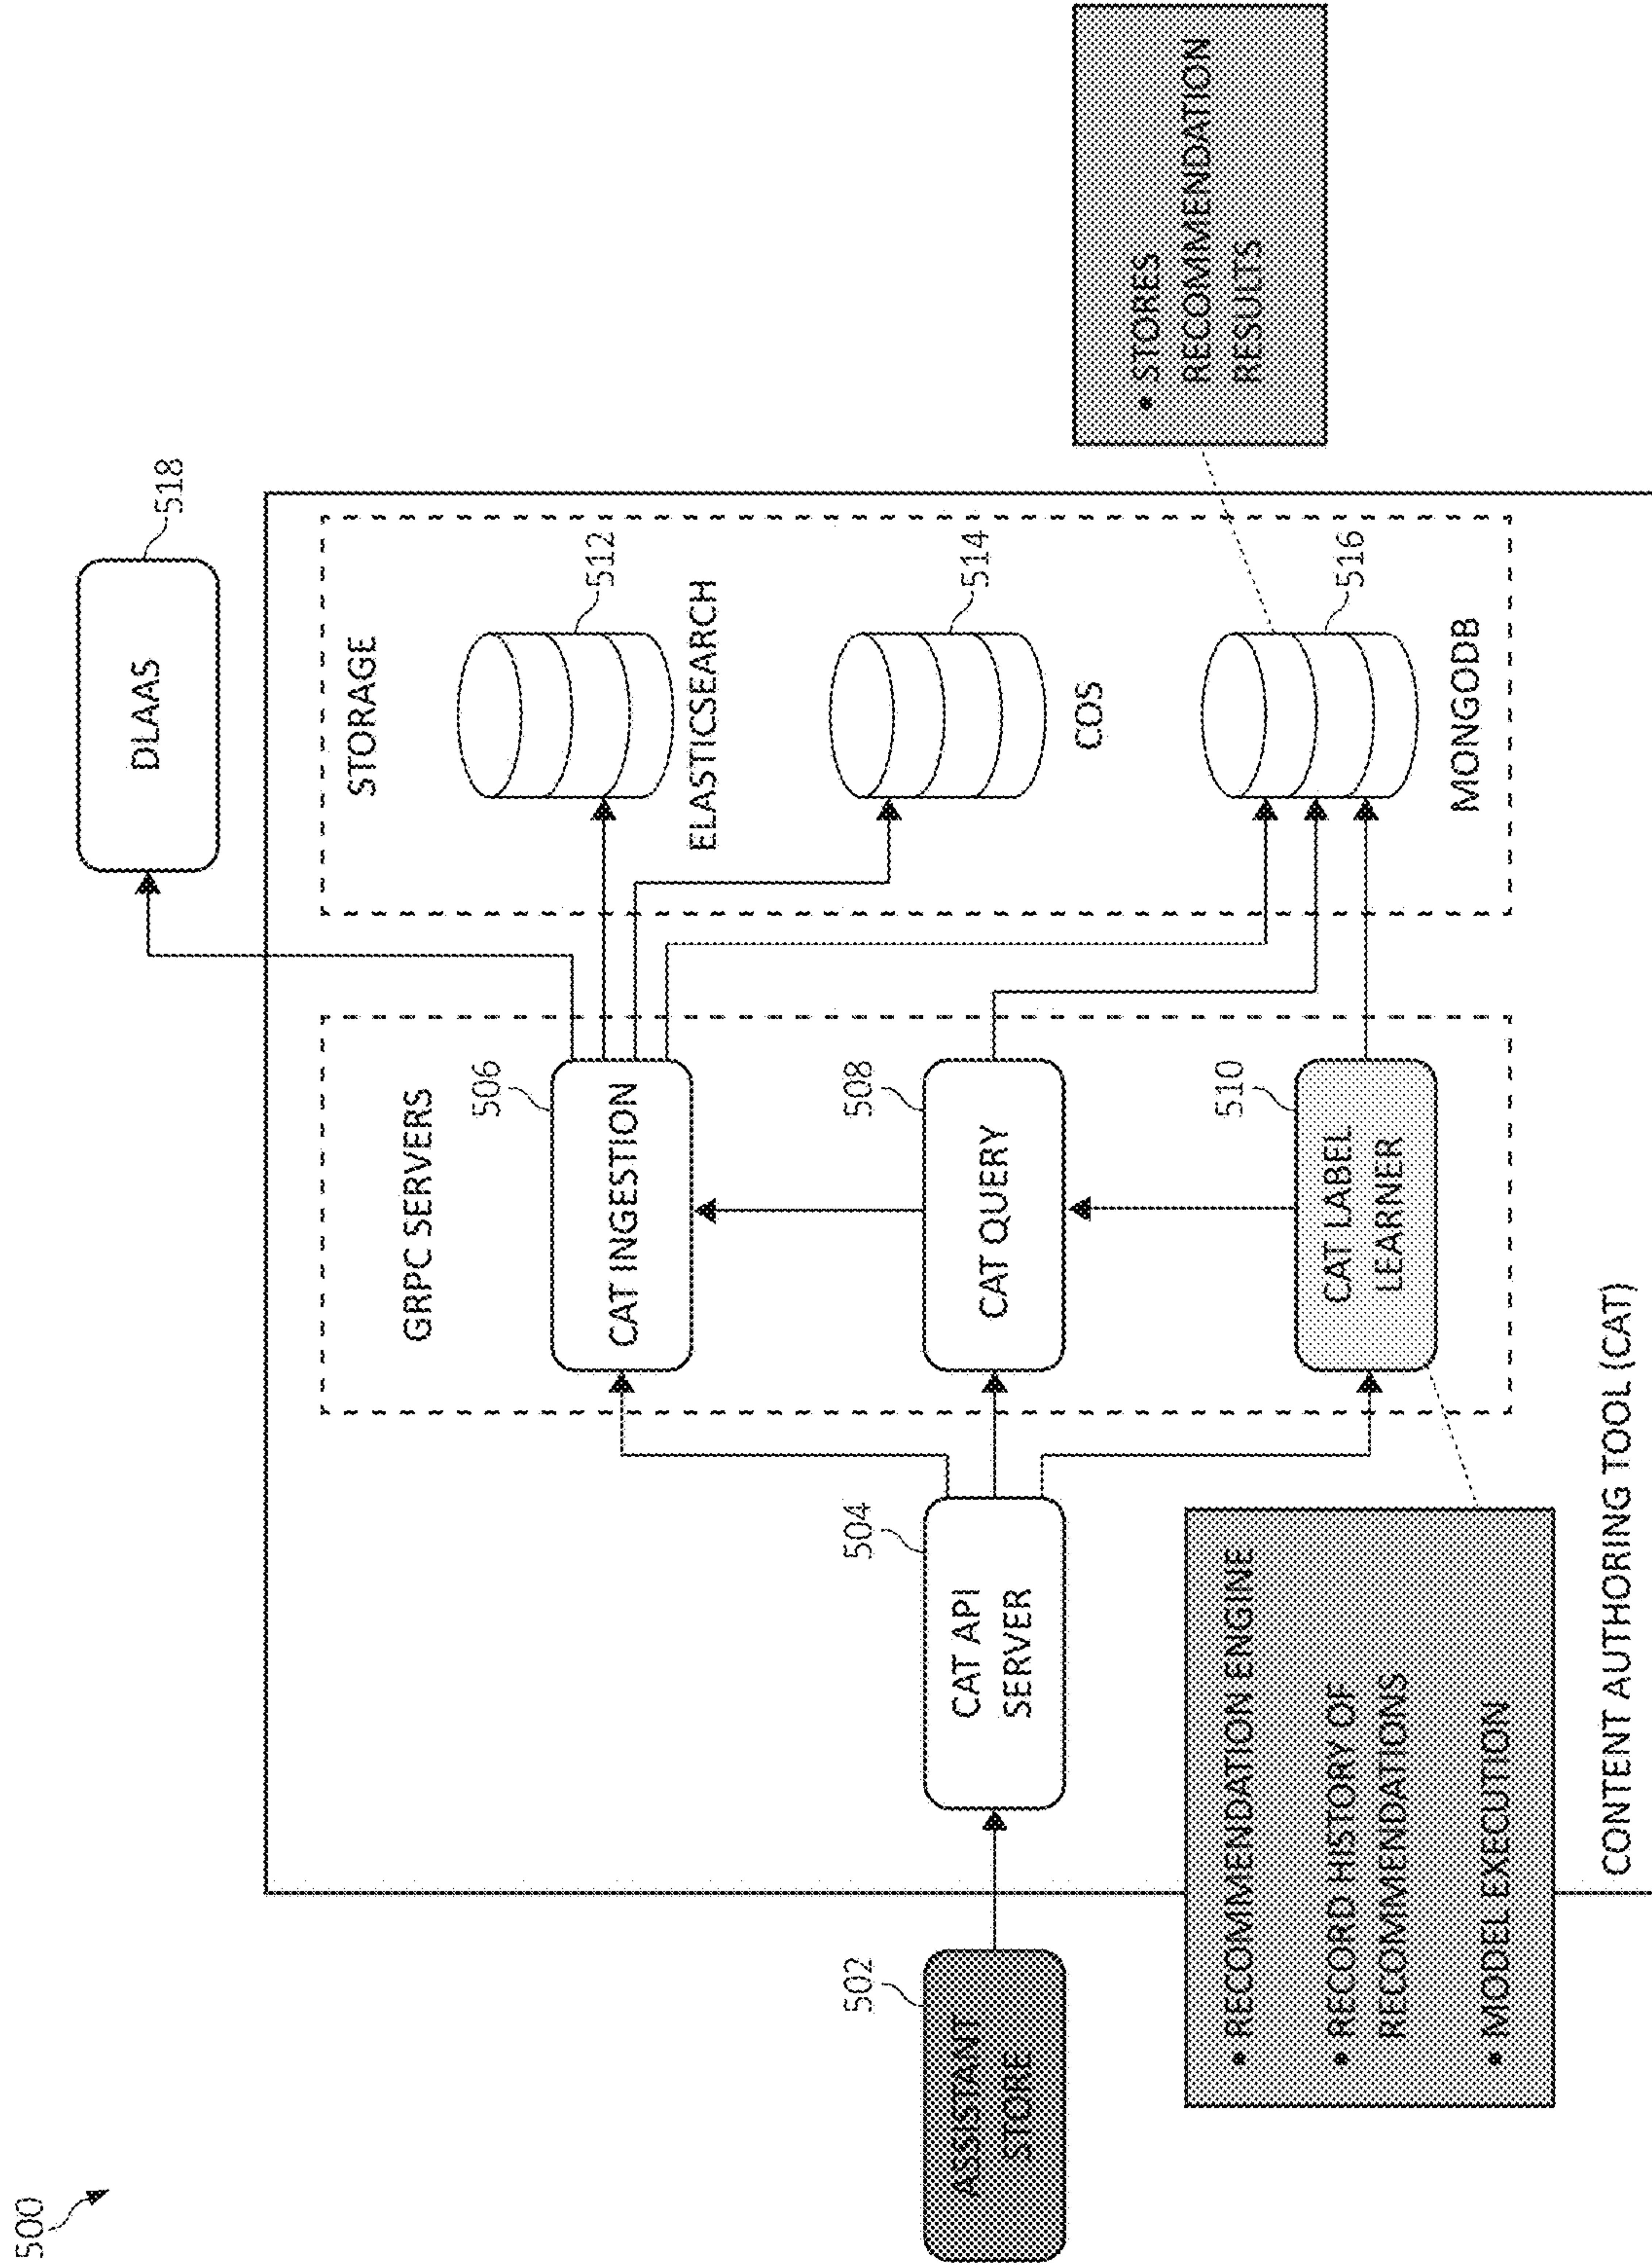 500
DLAAS
518
STORAGE
512
ELASTICSEARCH
514
COS
516
MONGODB
• STORES
RECOMMENDATION
RESULTS
GRPC SERVERS
506
CAT INGESTION
508
CAT QUERY
510
CAT LABEL
LEARNER
504
CAT API
SERVER
502
ASSISTANT
STORE
• RECOMMENDATION ENGINE
• RECORD HISTORY OF
RECOMMENDATIONS
• MODEL EXECUTION
CONTENT AUTHORING TOOL (CAT)